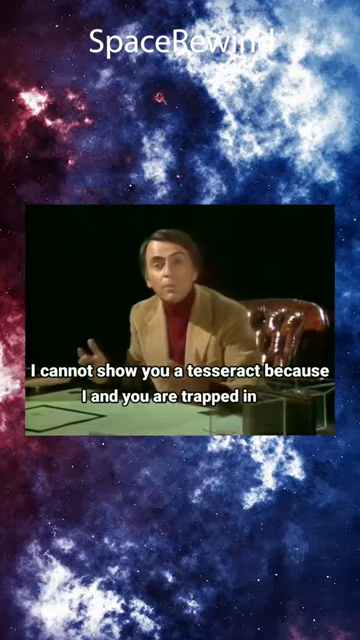 SpaceRewind
I cannot show you a tesseract because
I and you are trapped in